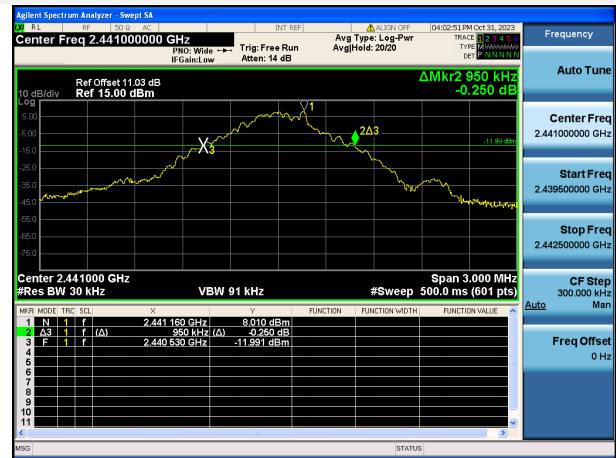 Agilent Spectrum Analyzer - Swept SA
RL RF 50 Ω AC INT REF ALIGN OFF 04:02:51 PM Oct 31, 2023
Center Freq 2.441000000 GHz
PNO: Wide
IFGain:Low
Trig: Free Run
Atten: 14 dB
Avg Type: Log-Pwr
Avg|Hold: 20/20
TRACE 1 2 3 4 5 6
TYPE M
DET P N N N N N
Frequency
Auto Tune
Center Freq
2.441000000 GHz
Start Freq
2.439500000 GHz
Stop Freq
2.442500000 GHz
CF Step
300.000 kHz
Auto Man
Freq Offset
0 Hz
ΔMkr2 950 kHz
-0.250 dB
Ref Offset 11.03 dB
10 dB/div Ref 15.00 dBm
Log
5.00
-5.00
-15.0
-25.0
-35.0
-45.0
-55.0
-65.0
-75.0
1
2Δ3
3
-11.99 dBm
Center 2.441000 GHz
#Res BW 30 kHz
VBW 91 kHz
Span 3.000 MHz
#Sweep 500.0 ms (601 pts)
MKR MODE TRC SCL X Y FUNCTION FUNCTION WIDTH FUNCTION VALUE
1 N 1 f 2.441 160 GHz 8.010 dBm
2 Δ3 1 f (Δ) 950 kHz (Δ) -0.250 dB
3 F 1 f 2.440 530 GHz -11.991 dBm
4
5
6
7
8
9
10
11
MSG STATUS